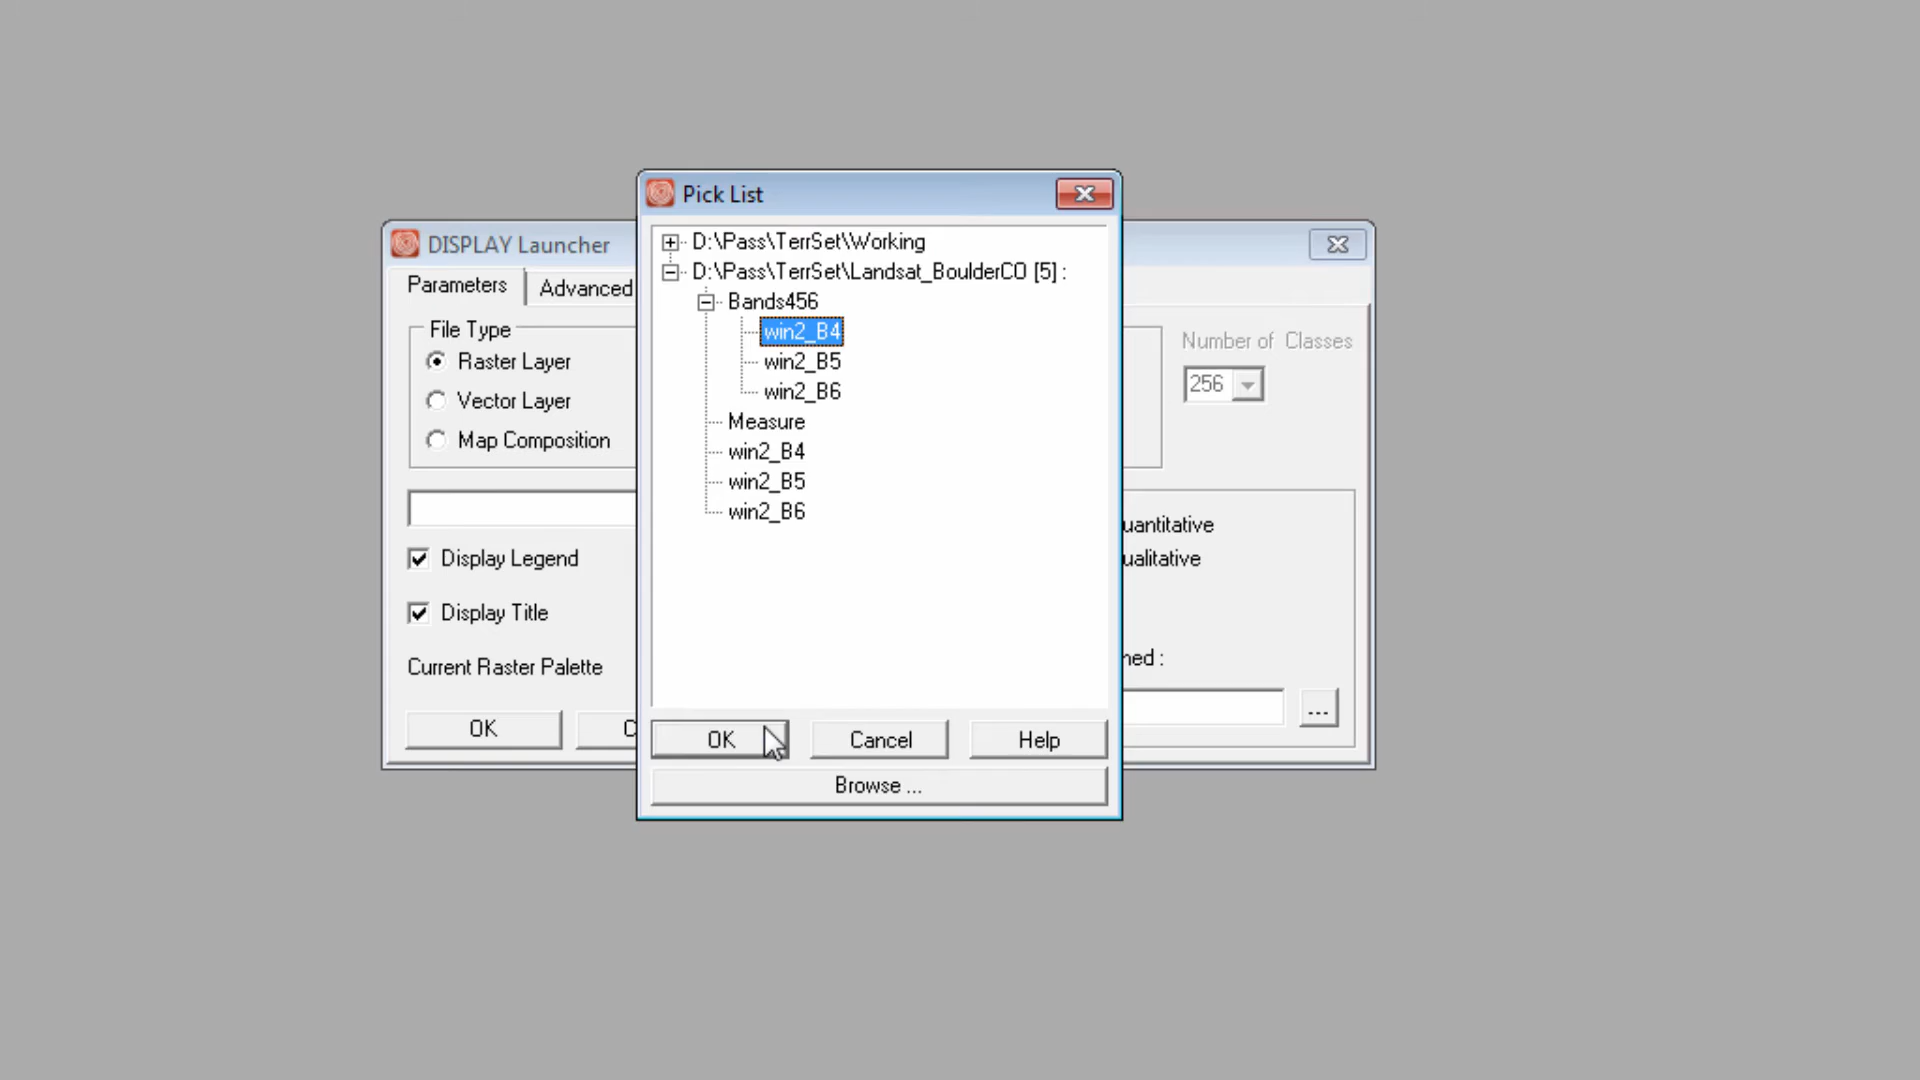 Pick List
D:\Pass\TerrSet\Working
D:\Pass\TerrSet\Landsat_BoulderCO [5] :
Bands456
win2_B4
win2_B5
win2_B6
Measure
win2_B4
win2_B5
win2_B6
OK
Cancel
Help
Browse ...
DISPLAY Launcher
Parameters
Advanced
File Type
Raster Layer
Vector Layer
Map Composition
Number of Classes
256
uantitative
ualitative
Display Legend
Display Title
ned :
Current Raster Palette
...
OK
C